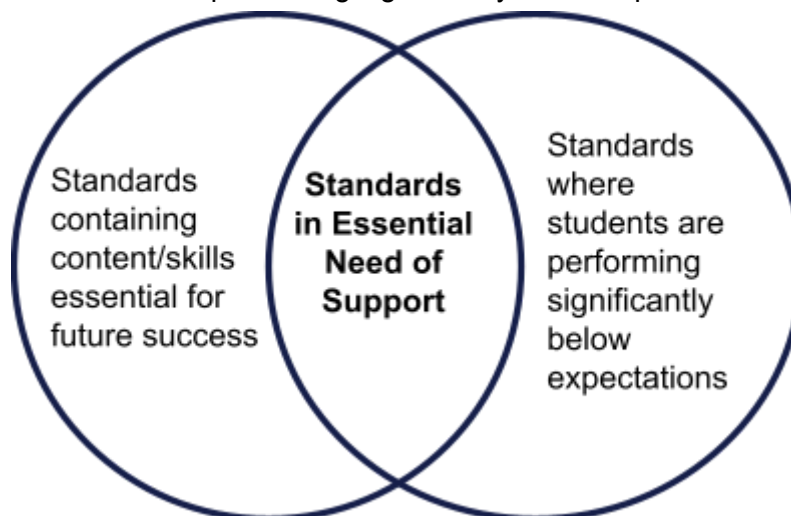 Standards
containing
content/skills
essential for
future success
Standards
in Essential
Need of
Support
Standards
where
students are
performing
significantly
below
expectations